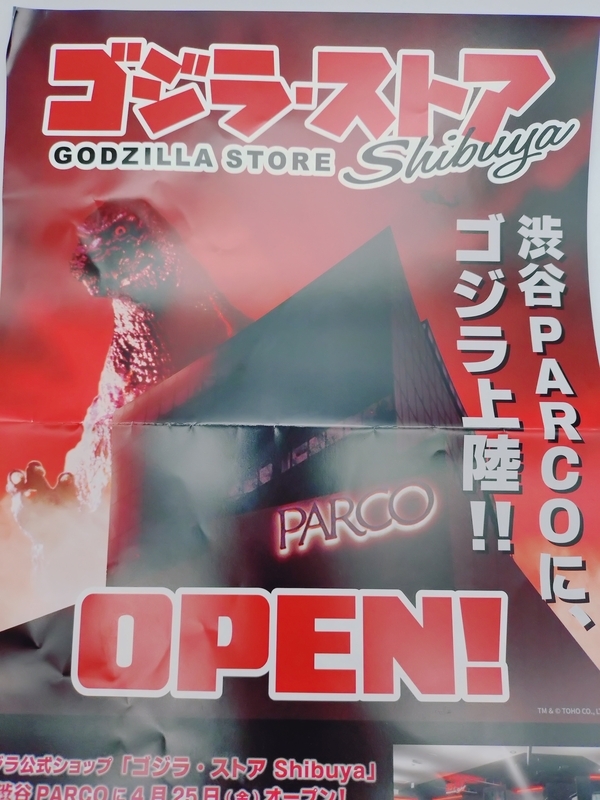 ゴジラ・ストア
GODZILLA STORE Shibuya
渋谷PARCOに、
ゴジラ上陸!!
PARCO
OPEN!
TM & © TOHO CO.,
ラ公式ショップ「ゴジラ・ストア Shibuya」
渋谷PARCOに4月25日(金)オープン!